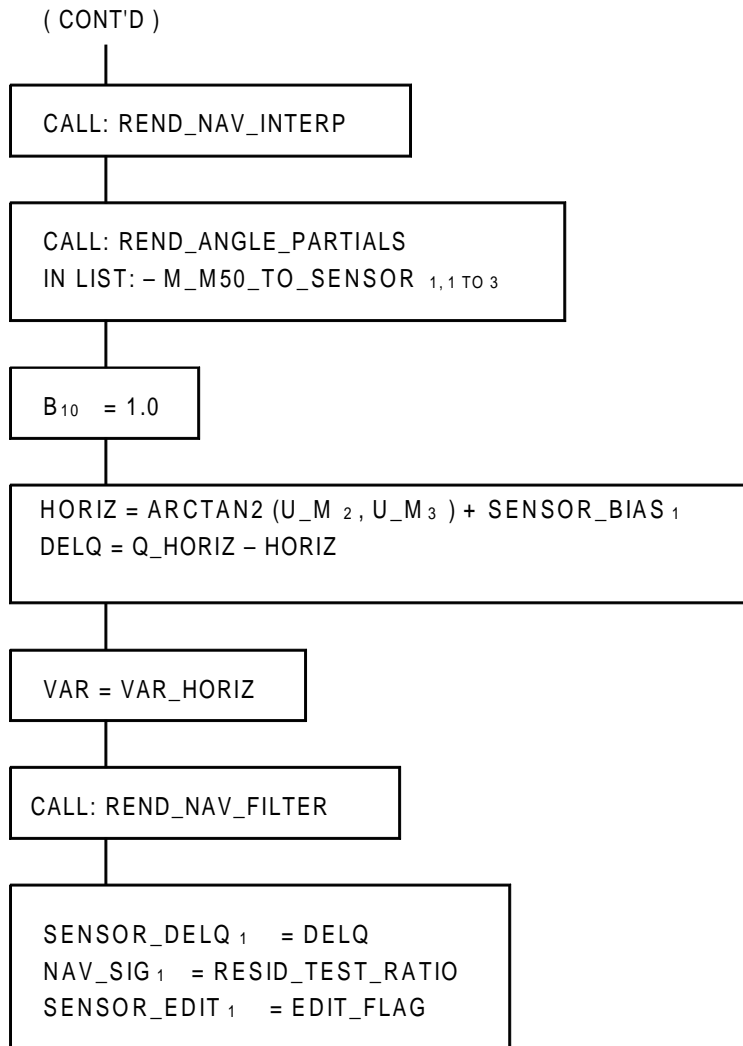 ( CONT'D )
CALL: REND_NAV_INTERP
CALL: REND_ANGLE_PARTIALS
IN LIST: – M_M50_TO_SENSOR 1, 1 TO 3
B10 = 1.0
HORIZ = ARCTAN2 (U_M 2 , U_M 3 ) + SENSOR_BIAS 1
DELQ = Q_HORIZ – HORIZ
VAR = VAR_HORIZ
CALL: REND_NAV_FILTER
SENSOR_DELQ 1 = DELQ
NAV_SIG 1 = RESID_TEST_RATIO
SENSOR_EDIT 1 = EDIT_FLAG